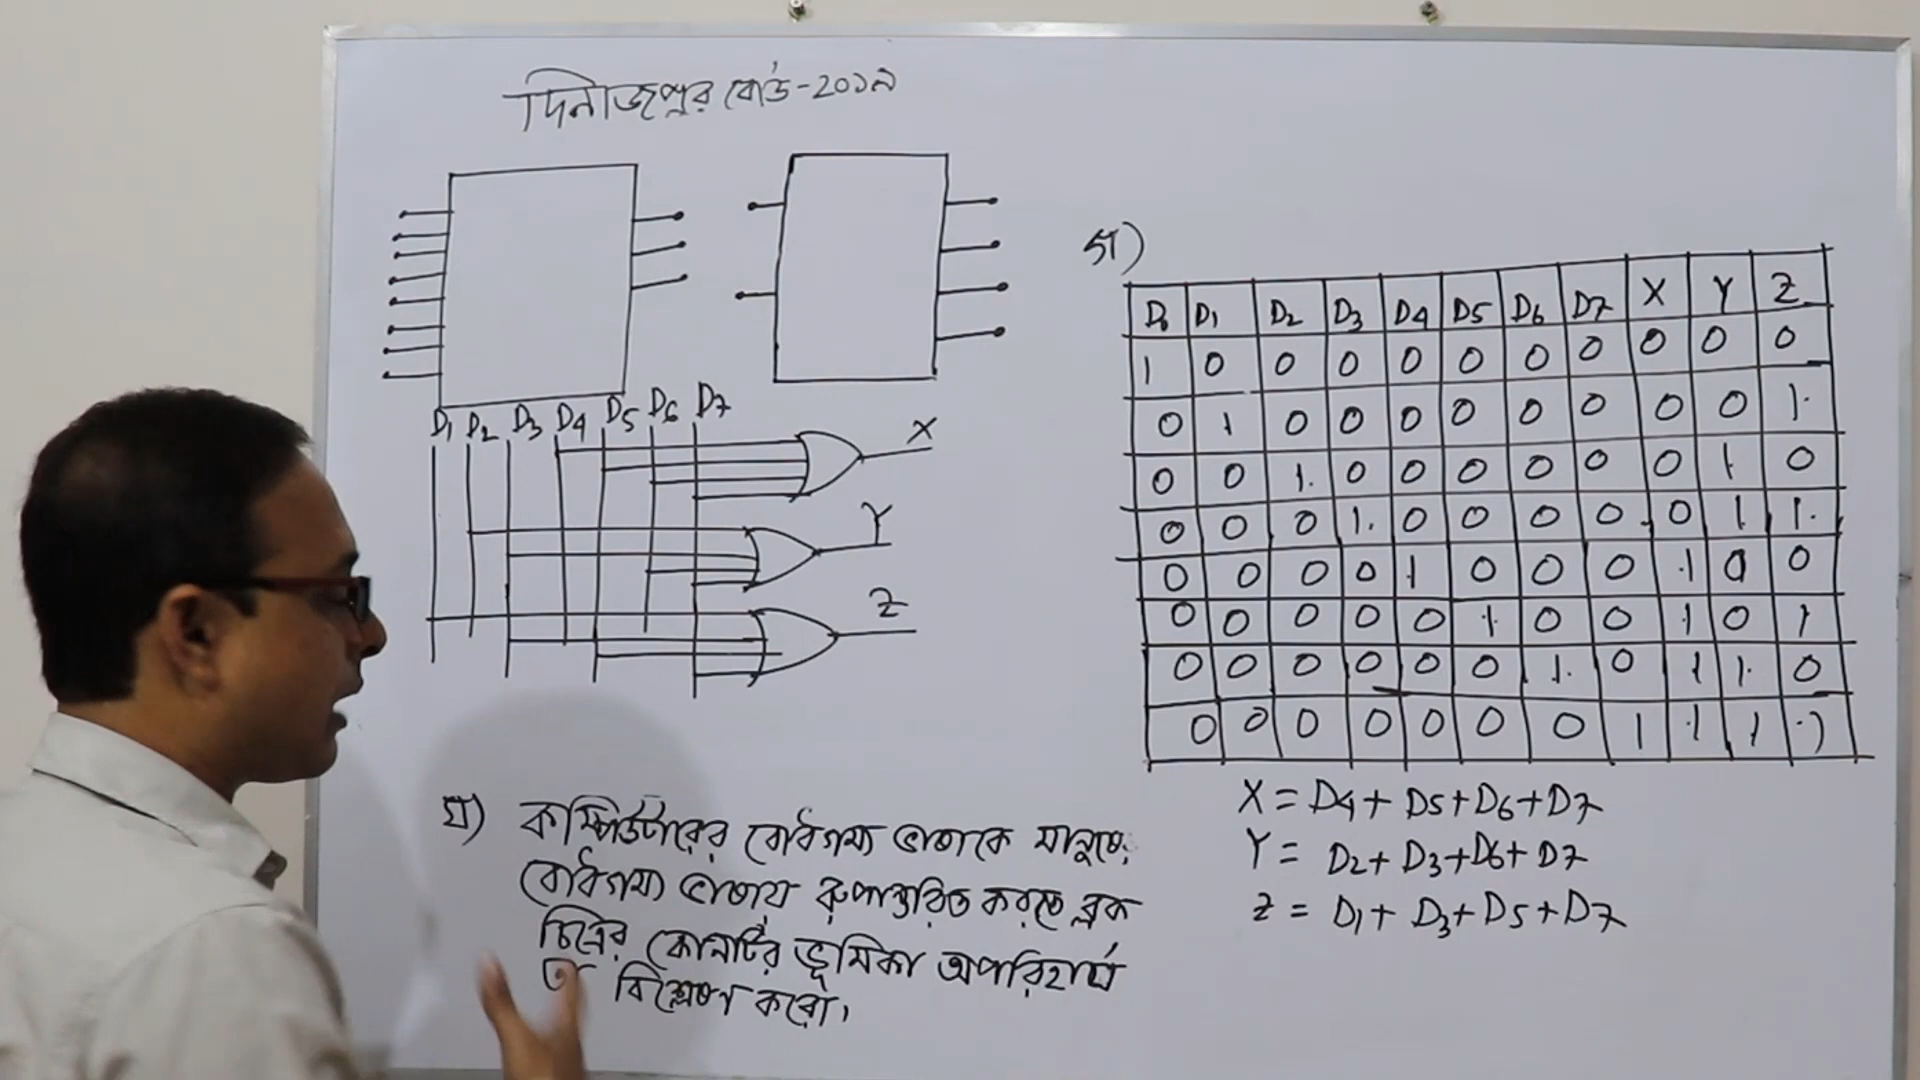 দিনাজপুর বোর্ড-২০১৯
D1 D2 D3 D4 D5 D6 D7
X
Y
Z
গ)
D0 D1 D2 D3 D4 D5 D6 D7 X Y Z
1 0 0 0 0 0 0 0 0 0 0
0 1 0 0 0 0 0 0 0 0 1
0 0 1 0 0 0 0 0 0 1 0
0 0 0 1 0 0 0 0 0 1 1
0 0 0 0 1 0 0 0 1 0 0
0 0 0 0 0 1 0 0 1 0 1
0 0 0 0 0 0 1 0 1 1 0
0 0 0 0 0 0 0 1 1 1 1
X = D4 + D5 + D6 + D7
Y = D2 + D3 + D6 + D7
Z = D1 + D3 + D5 + D7
ঘ) কম্পিউটারের বোধগম্য ভাষাকে মানুষের
বোধগম্য ভাষায় রুপান্তরিত করতে ব্লক
চিত্রের কোনটির ভূমিকা অপরিহার্য
তা বিশ্লেষণ করো।